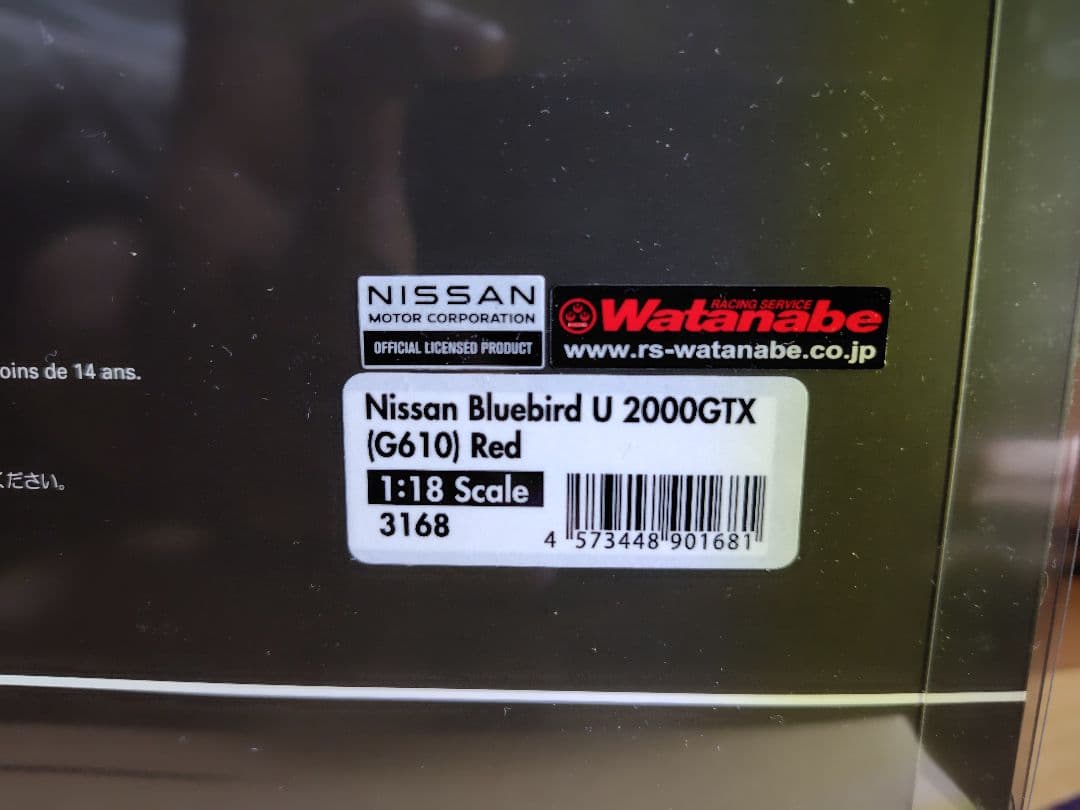 NISSAN
MOTOR CORPORATION
OFFICIAL LICENSED PRODUCT
RACING SERVICE
Watanabe
www.rs-watanabe.co.jp
oins de 14 ans.
Nissan Bluebird U 2000GTX
(G610) Red
ください。
1:18 Scale
3168
4 573448 901681